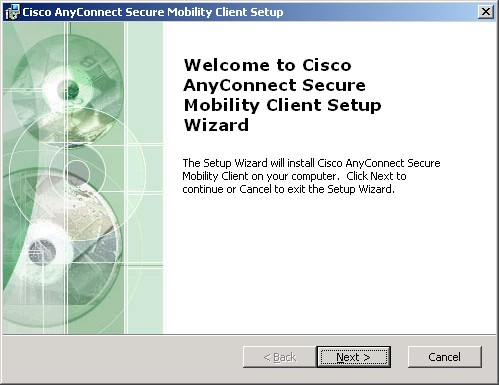 Cisco AnyConnect Secure Mobility Client Setup
Welcome to Cisco
AnyConnect Secure
Mobility Client Setup
Wizard
The Setup Wizard will install Cisco AnyConnect Secure
Mobility Client on your computer.  Click Next to
continue or Cancel to exit the Setup Wizard.
< Back
Next >
Cancel